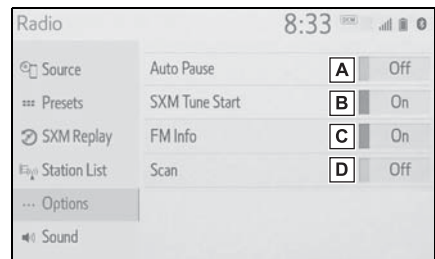 Radio 8:33 DCM
Source
Presets
SXM Replay
Station List
Options
Sound
Auto Pause A Off
SXM Tune Start B On
FM Info C On
Scan D Off